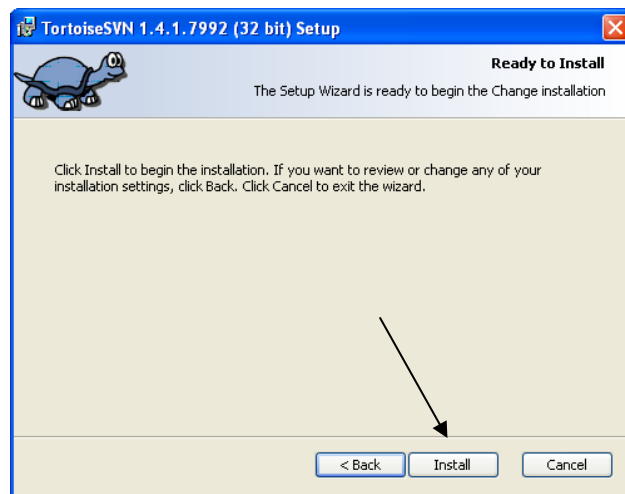 TortoiseSVN 1.4.1.7992 (32 bit) Setup
Ready to Install
The Setup Wizard is ready to begin the Change installation
Click Install to begin the installation. If you want to review or change any of your
installation settings, click Back. Click Cancel to exit the wizard.
< Back Install Cancel